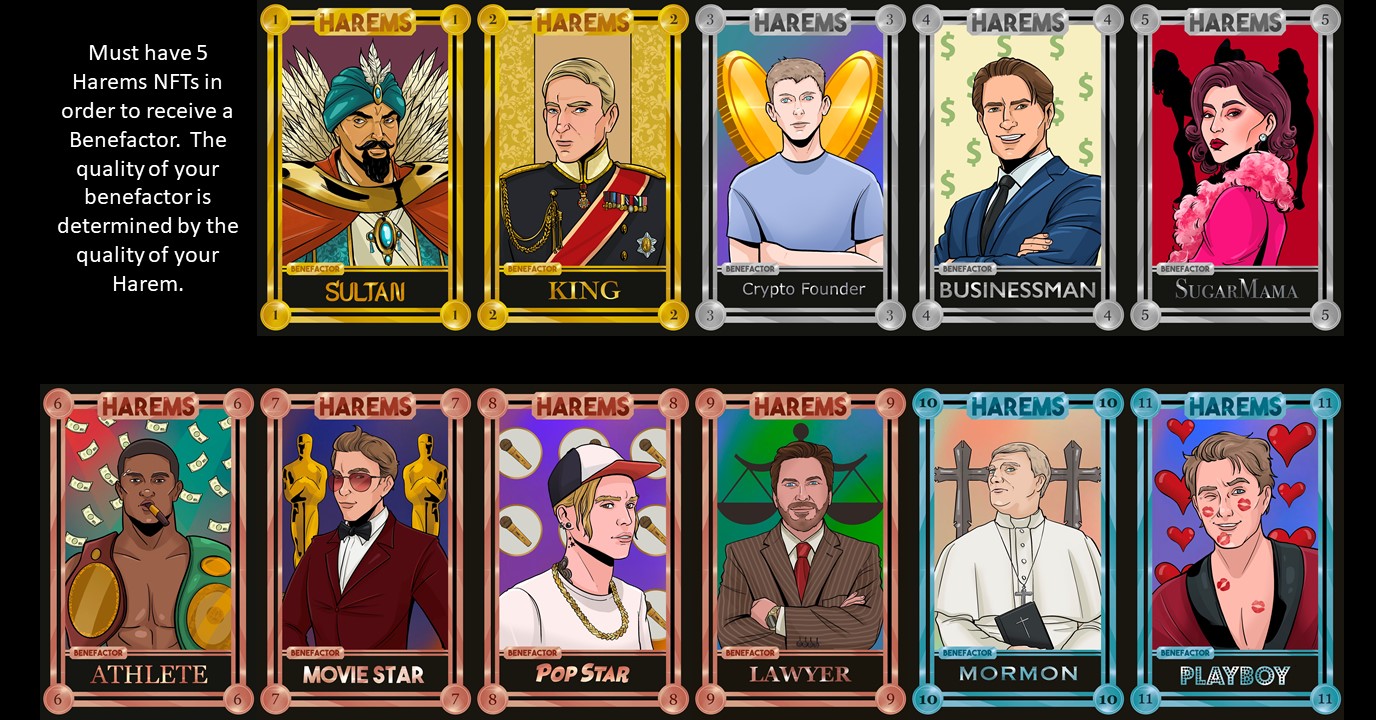 Must have 5
Harems NFTs in
order to receive a
Benefactor. The
quality of your
benefactor is
determined by the
quality of your
Harem.
1 HAREMS 1
BENEFACTOR
SULTAN
1 1
2 HAREMS 2
BENEFACTOR
KING
2 2
3 HAREMS 3
BENEFACTOR
Crypto Founder
3 3
4 HAREMS 4
$ $ $ $ $ $ $ $ $ $
BENEFACTOR
BUSINESSMAN
4 4
5 HAREMS 5
BENEFACTOR
SUGARMAMA
5 5
6 HAREMS 6
BENEFACTOR
ATHLETE
6 6
7 HAREMS 7
BENEFACTOR
MOVIE STAR
7 7
8 HAREMS 8
BENEFACTOR
POP STAR
8 8
9 HAREMS 9
BENEFACTOR
LAWYER
9 9
10 HAREMS 10
BENEFACTOR
MORMON
10 10
11 HAREMS 11
BENEFACTOR
PLAYBOY
11 11